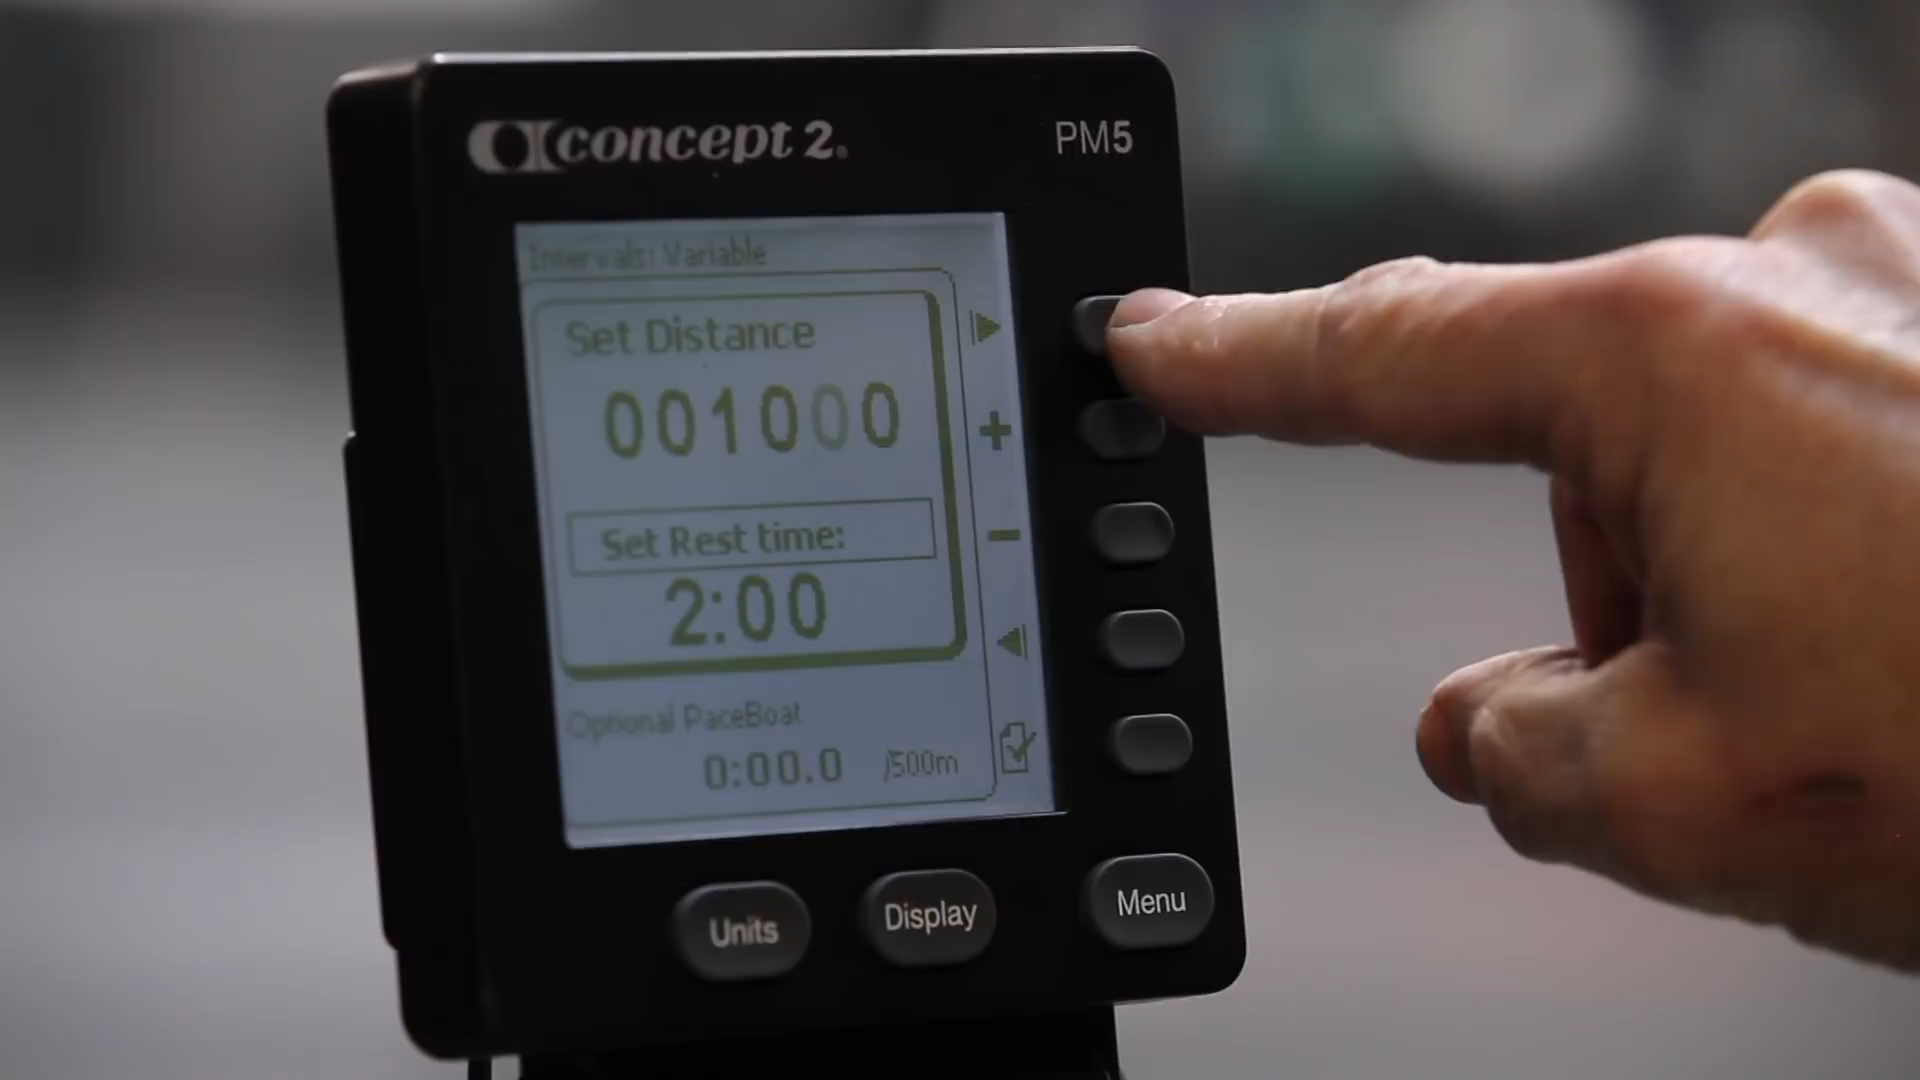 concept 2®
PM5
Intervals: Variable
Set Distance
001000
Set Rest time:
2:00
Optional PaceBoat
0:00.0 /500m
Units
Display
Menu